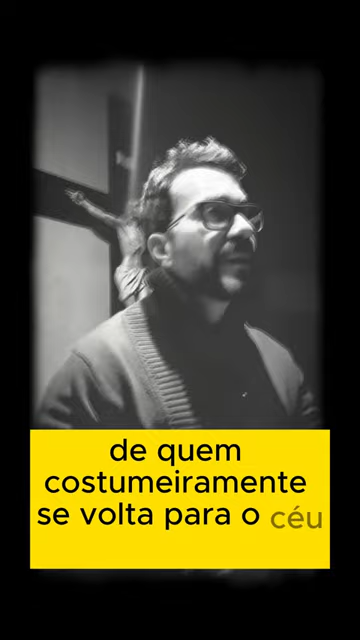 de quem
costumeiramente
se volta para o céu